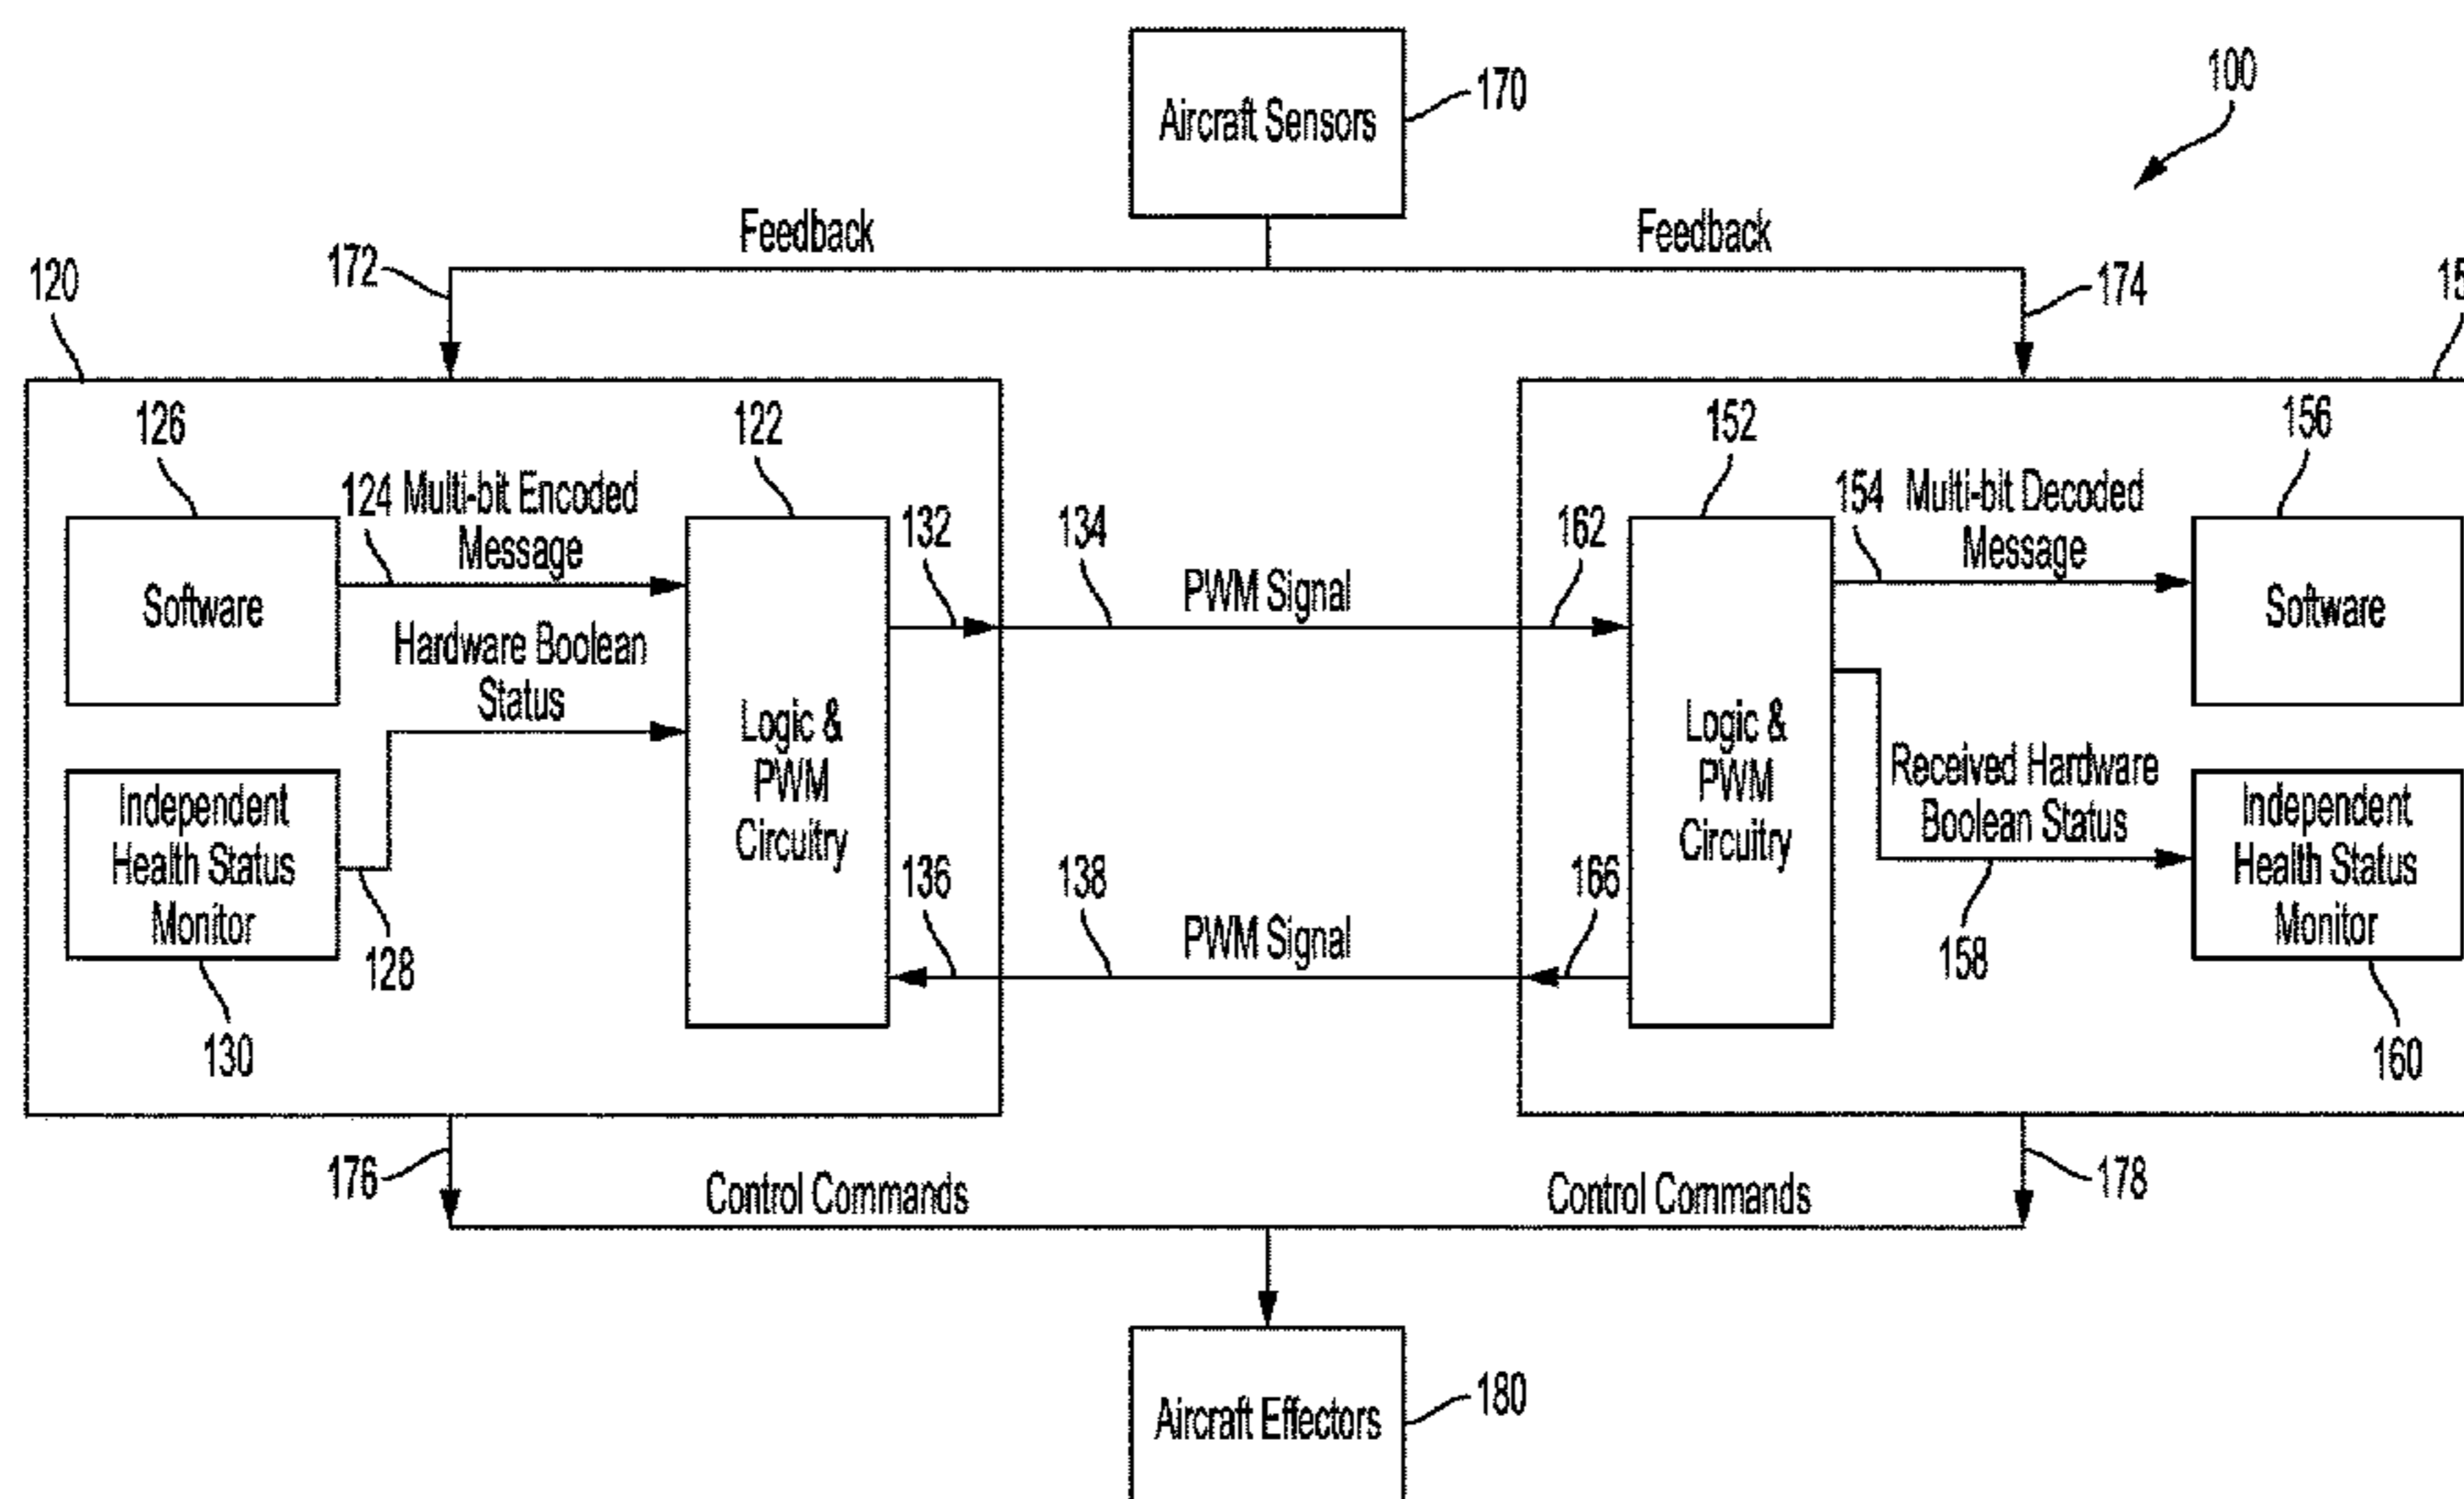 Aircraft Sensors
170
100
Feedback
Feedback
172
174
120
15
126
122
152
156
124 Multi-bit Encoded
Message
154 Multi-bit Decoded
Message
132
134
162
Software
PWM Signal
Software
Hardware Boolean
Status
Logic &
PWM
Circuitry
Logic &
PWM
Circuitry
Received Hardware
Boolean Status
Independent
Health Status
Monitor
Independent
Health Status
Monitor
136
138
166
128
PWM Signal
158
130
160
176
178
Control Commands
Control Commands
Aircraft Effectors
180